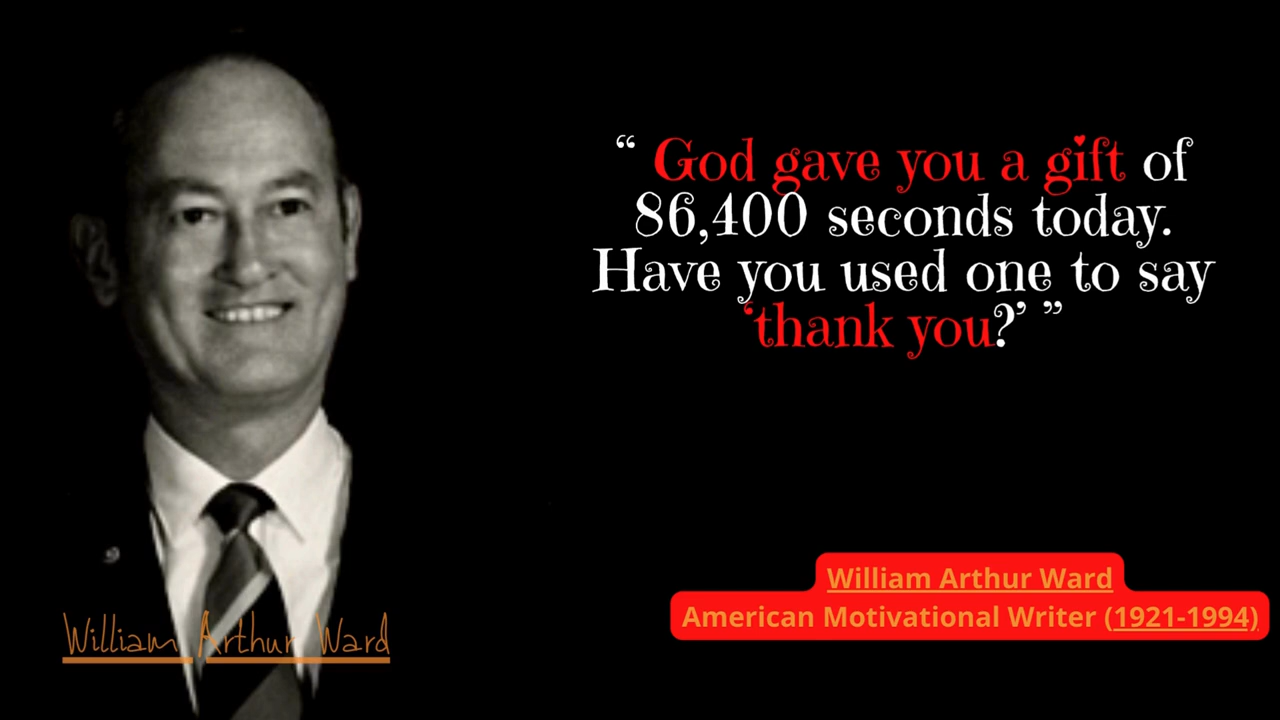 “ God gave you a gift of
86,400 seconds today.
Have you used one to say
‘thank you?’ ”
William Arthur Ward
American Motivational Writer (1921-1994)
William Arthur Ward